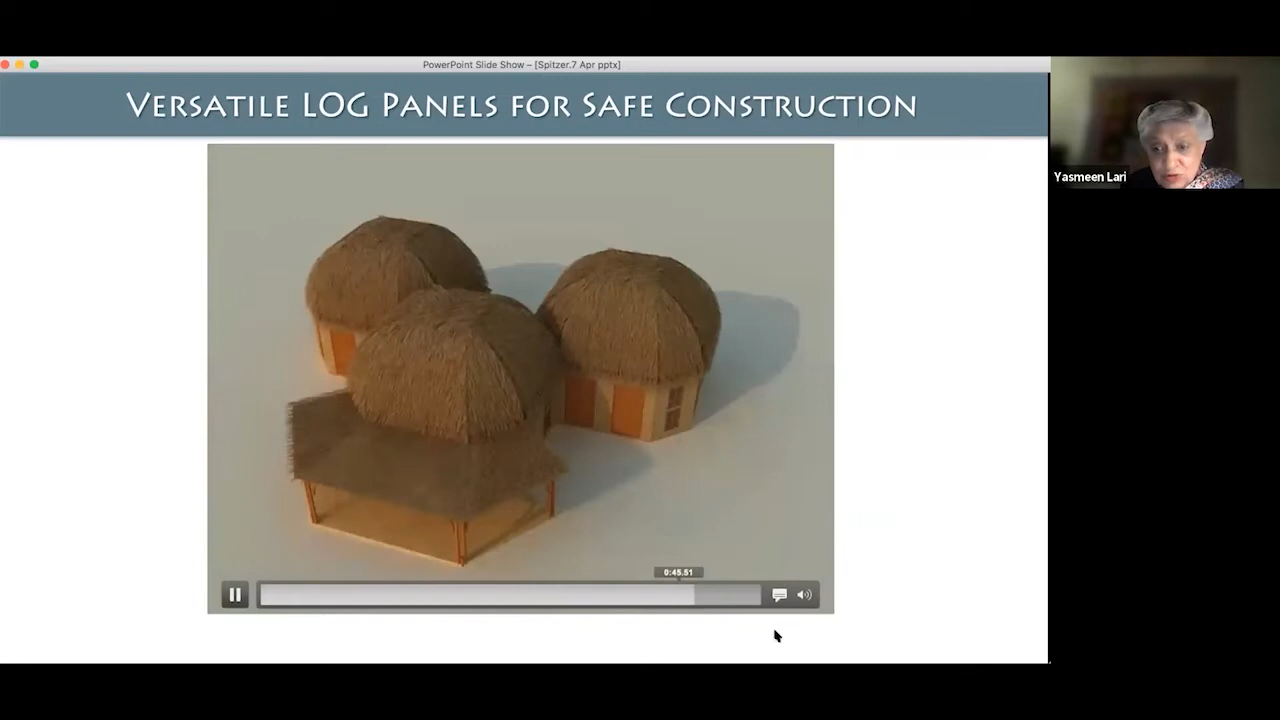 PowerPoint Slide Show – [Spitzer.7 Apr pptx]
VERSATILE LOG PANELS FOR SAFE CONSTRUCTION
Yasmeen Lari
0:45.51